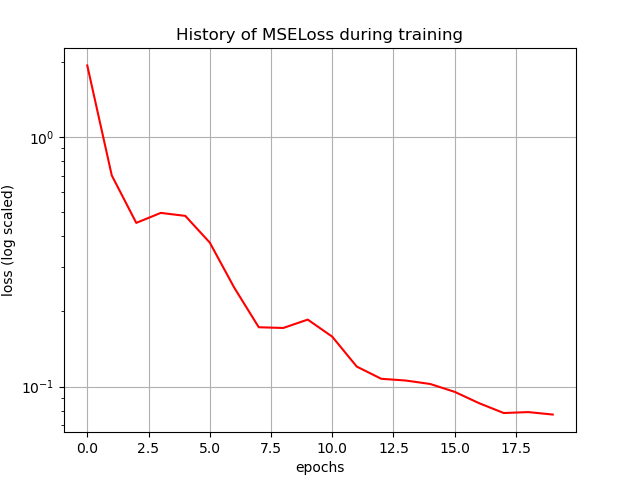 History of MSELoss during training
10⁰
10⁻¹
loss (log scaled)
0.0 2.5 5.0 7.5 10.0 12.5 15.0 17.5
epochs